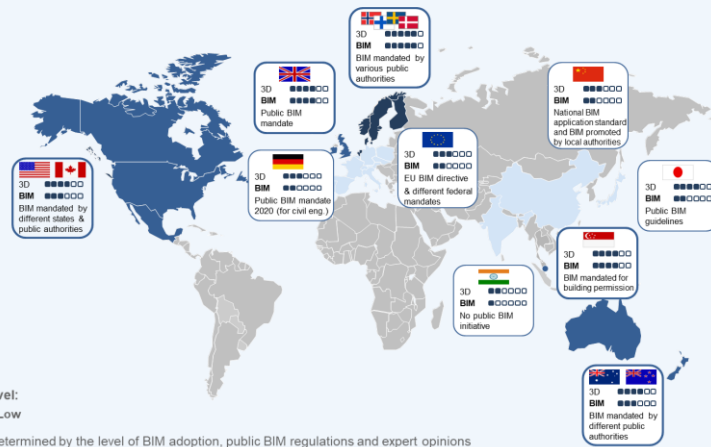 3D
BIM
BIM mandated by
various public
authorities
3D
BIM
Public BIM
mandate
3D
BIM
National BIM
application standard
and BIM promoted
by local authorities
3D
BIM
EU BIM directive
& different federal
mandates
3D
BIM
Public BIM mandate
2020 (for civil eng.)
3D
BIM
BIM mandated by
different states &
public authorities
3D
BIM
Public BIM
guidelines
3D
BIM
BIM mandated for
building permission
3D
BIM
No public BIM
initiative
3D
BIM
BIM mandated by
different public
authorities
vel:
Low
etermined by the level of BIM adoption, public BIM regulations and expert opinions